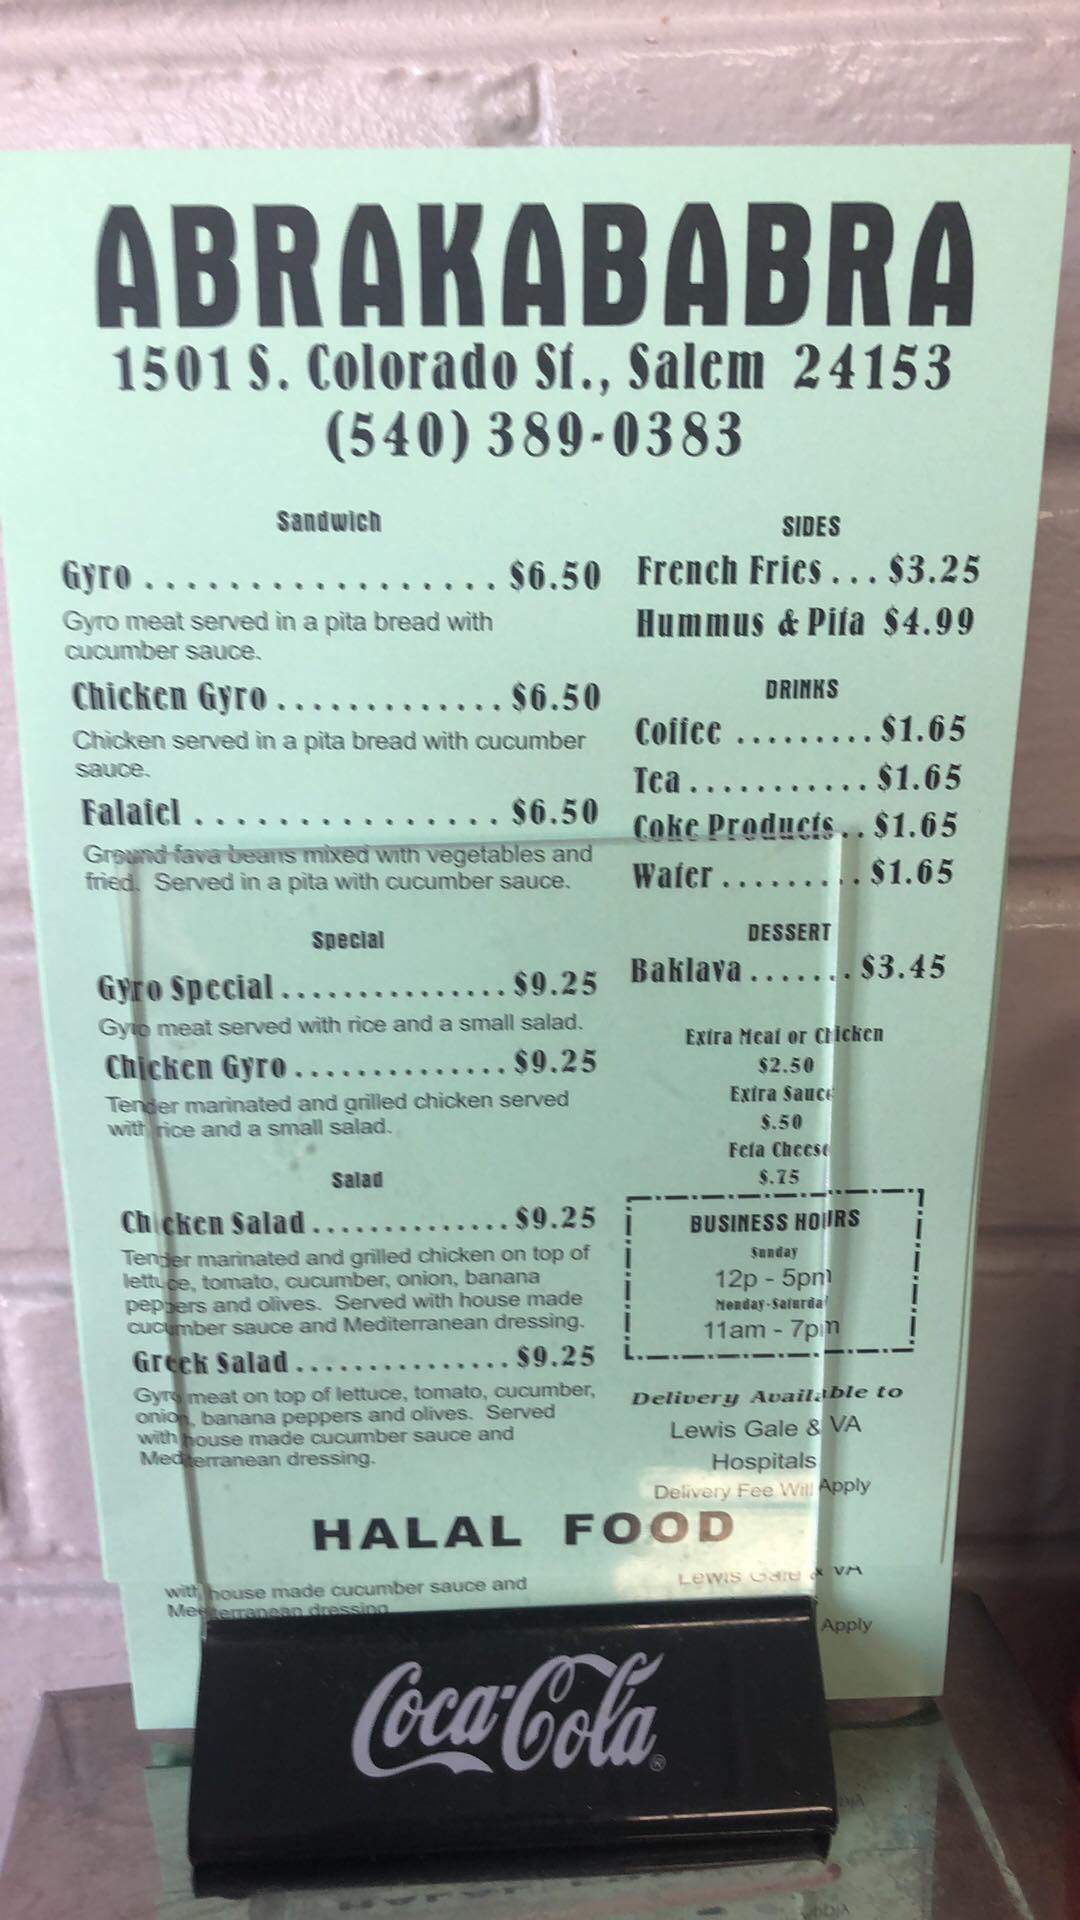 ABRAKABABRA
1501 S. Colorado St., Salem 24153
(540) 389-0383
Sandwich
Gyro . . . . . . . . . . . . . . . . . $6.50
Gyro meat served in a pita bread with
cucumber sauce.
Chicken Gyro . . . . . . . . . . . . . $6.50
Chicken served in a pita bread with cucumber
sauce.
Falafel . . . . . . . . . . . . . . . $6.50
Ground fava beans mixed with vegetables and
fried. Served in a pita with cucumber sauce.
Special
Gyro Special . . . . . . . . . . . . . . . $9.25
Gyro meat served with rice and a small salad.
Chicken Gyro . . . . . . . . . . . . . . $9.25
Tender marinated and grilled chicken served
with rice and a small salad.
Salad
Chicken Salad . . . . . . . . . . . . . . $9.25
Tender marinated and grilled chicken on top of
lettuce, tomato, cucumber, onion, banana
peppers and olives. Served with house made
cucumber sauce and Mediterranean dressing.
Greek Salad . . . . . . . . . . . . . . . $9.25
Gyro meat on top of lettuce, tomato, cucumber,
onion, banana peppers and olives. Served
with house made cucumber sauce and
Mediterranean dressing.
SIDES
French Fries . . . $3.25
Hummus & Pita $4.99
DRINKS
Coffee . . . . . . . . . $1.65
Tea . . . . . . . . . . . $1.65
Coke Products . . $1.65
Water . . . . . . . . . $1.65
DESSERT
Baklava . . . . . . . $3.45
Extra Meat or Chicken
$2.50
Extra Sauce
$.50
Feta Cheese
$.75
BUSINESS HOURS
Sunday
12p - 5pm
Monday-Saturday
11am - 7pm
Delivery Available to
Lewis Gale & VA
Hospitals
Delivery Fee Will Apply
HALAL FOOD
with house made cucumber sauce and
Mediterranean dressing
Lewis Gale & VA
Apply
Coca-Cola®